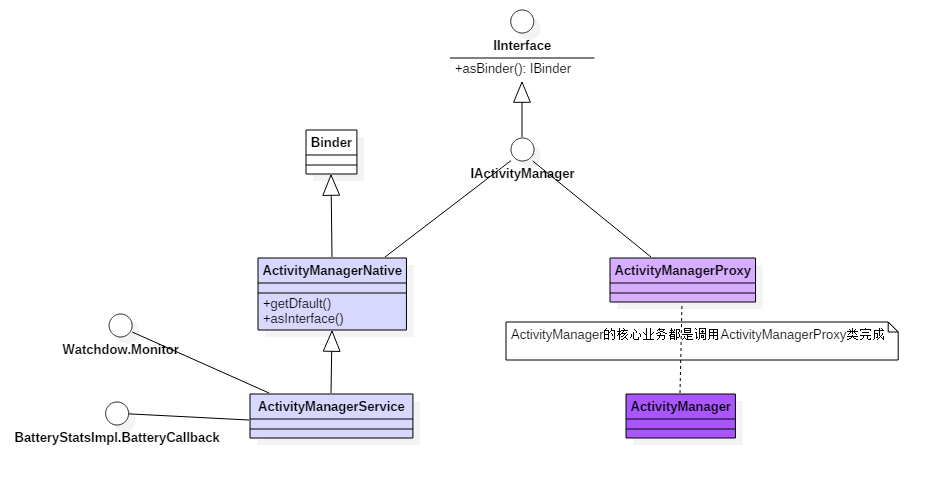 IInterface
+asBinder(): IBinder
Binder
IActivityManager
ActivityManagerNative
+getDfault()
+asInterface()
ActivityManagerProxy
Watchdow.Monitor
ActivityManager的核心业务都是调用ActivityManagerProxy类完成
ActivityManagerService
ActivityManager
BatteryStatsImpl.BatteryCallback